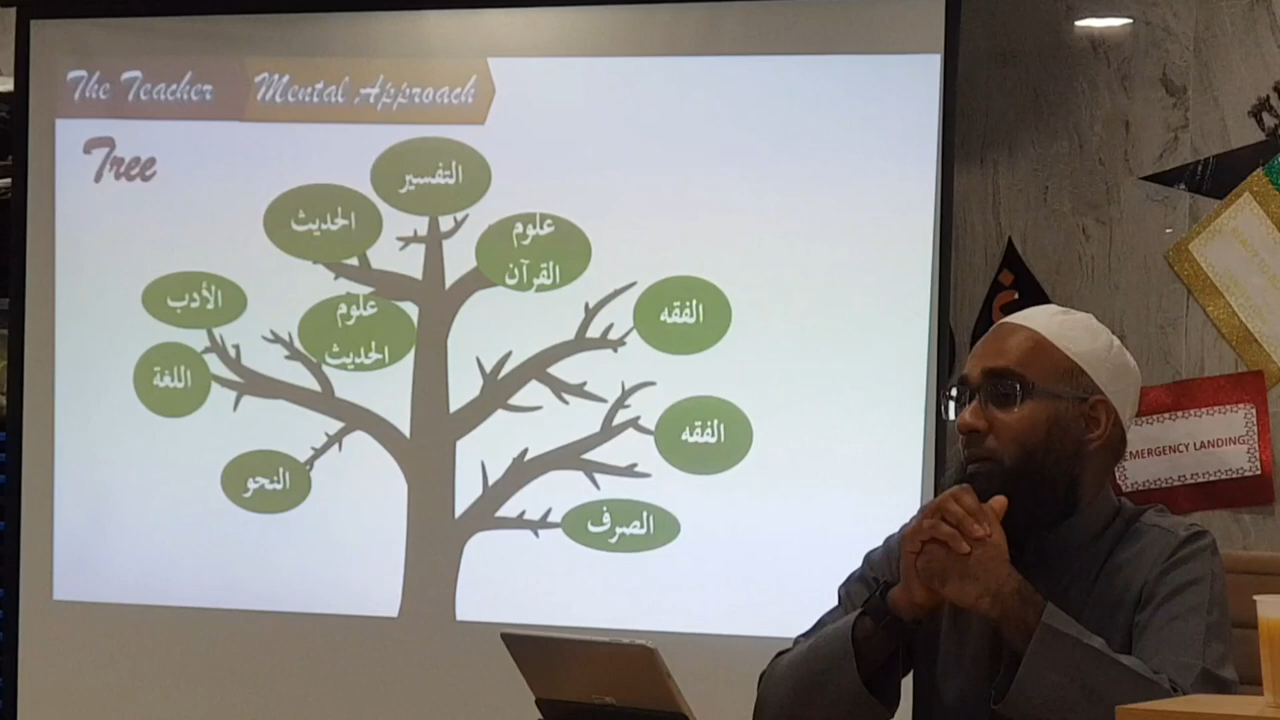 The Teacher
Mental Approach
Tree
التفسير
الحديث
علوم
القرآن
الأدب
علوم
الحديث
الفقه
اللغة
الفقه
النحو
الصرف
EMERGENCY LANDING